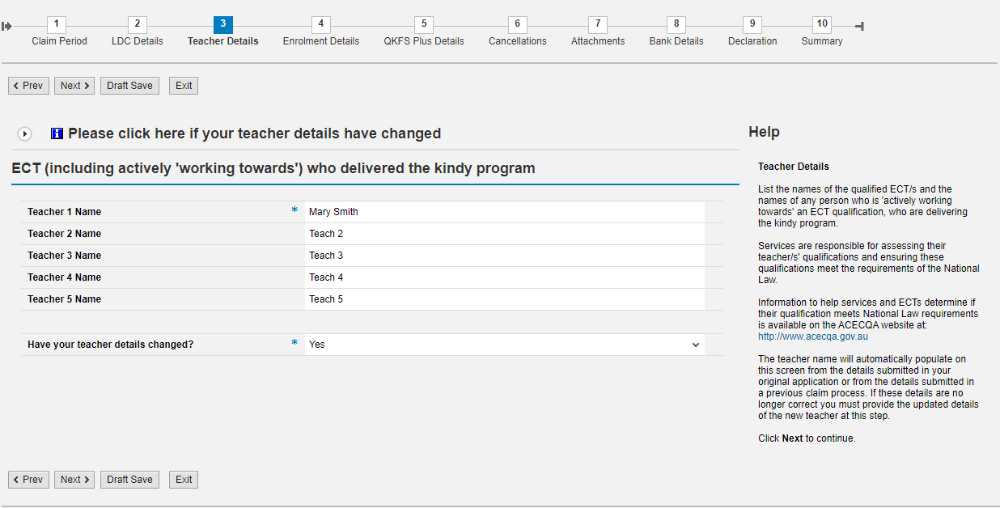 1 2 3 4 5 6 7 8 9 10
Claim Period LDC Details Teacher Details Enrolment Details QKFS Plus Details Cancellations Attachments Bank Details Declaration Summary
Prev Next Draft Save Exit
Please click here if your teacher details have changed
ECT (including actively 'working towards') who delivered the kindy program
Teacher 1 Name * Mary Smith
Teacher 2 Name Teach 2
Teacher 3 Name Teach 3
Teacher 4 Name Teach 4
Teacher 5 Name Teach 5
Have your teacher details changed? * Yes
Help
Teacher Details
List the names of the qualified ECT/s and the
names of any person who is 'actively working
towards' an ECT qualification, who are delivering
the kindy program.
Services are responsible for assessing their
teacher/s' qualifications and ensuring these
qualifications meet the requirements of the National
Law.
Information to help services and ECTs determine if
their qualification meets National Law requirements
is available on the ACECQA website at:
http://www.acecqa.gov.au
The teacher name will automatically populate on
this screen from the details submitted in your
original application or from the details submitted in
a previous claim process. If these details are no
longer correct you must provide the updated details
of the new teacher at this step.
Click Next to continue.
Prev Next Draft Save Exit